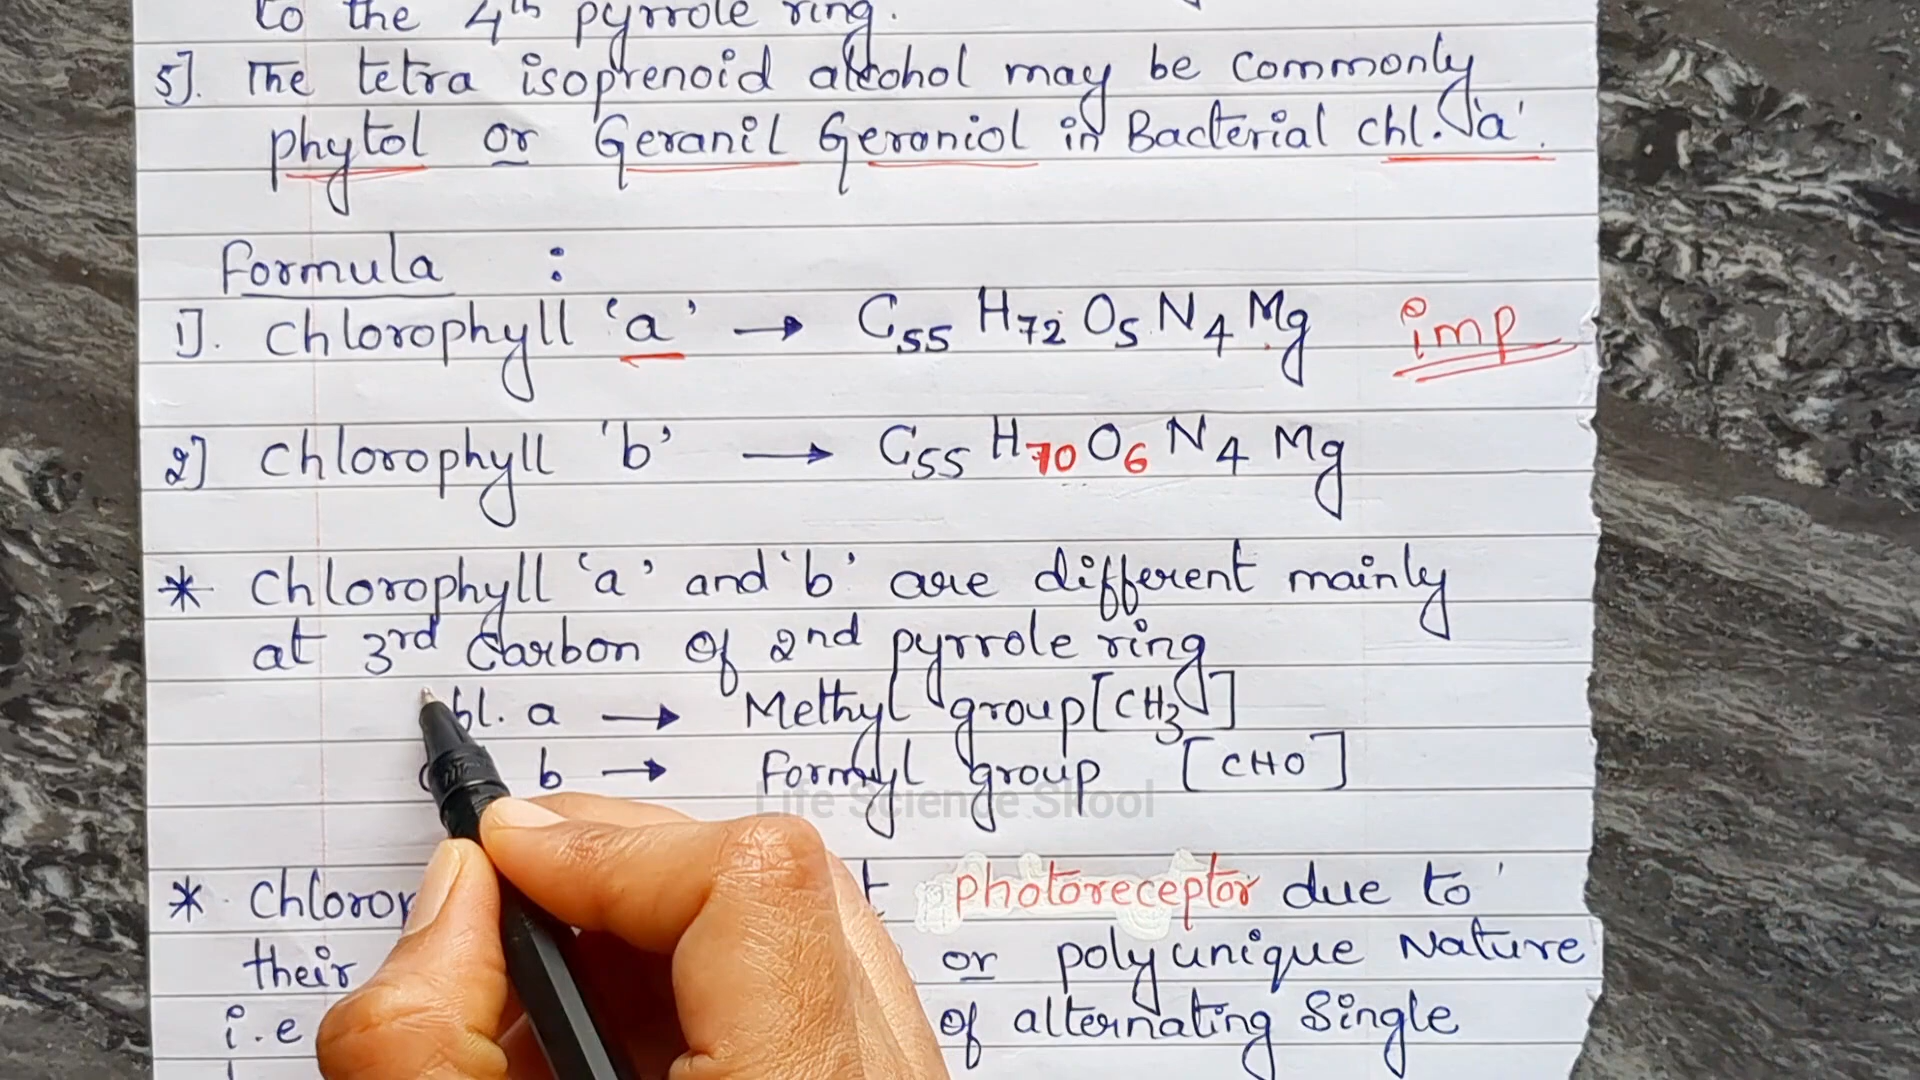 to the 4th pyrrole ring.
5]. The tetra isoprenoid alcohol may be commonly
phytol or Geranil Geroniol in Bacterial chl. 'a'.
Formula :
1]. Chlorophyll 'a' → C55 H72 O5 N4 Mg imp
2] Chlorophyll 'b' → C55 H70 O6 N4 Mg
* Chlorophyll 'a' and 'b' are different mainly
at 3rd Carbon of 2nd pyrrole ring
hl. a → Methyl group [CH3]
b → Formyl group [CHO]
Life Science Skool
* Chloro photoreceptor due to
their or polyunique Nature
i.e of alternating Single